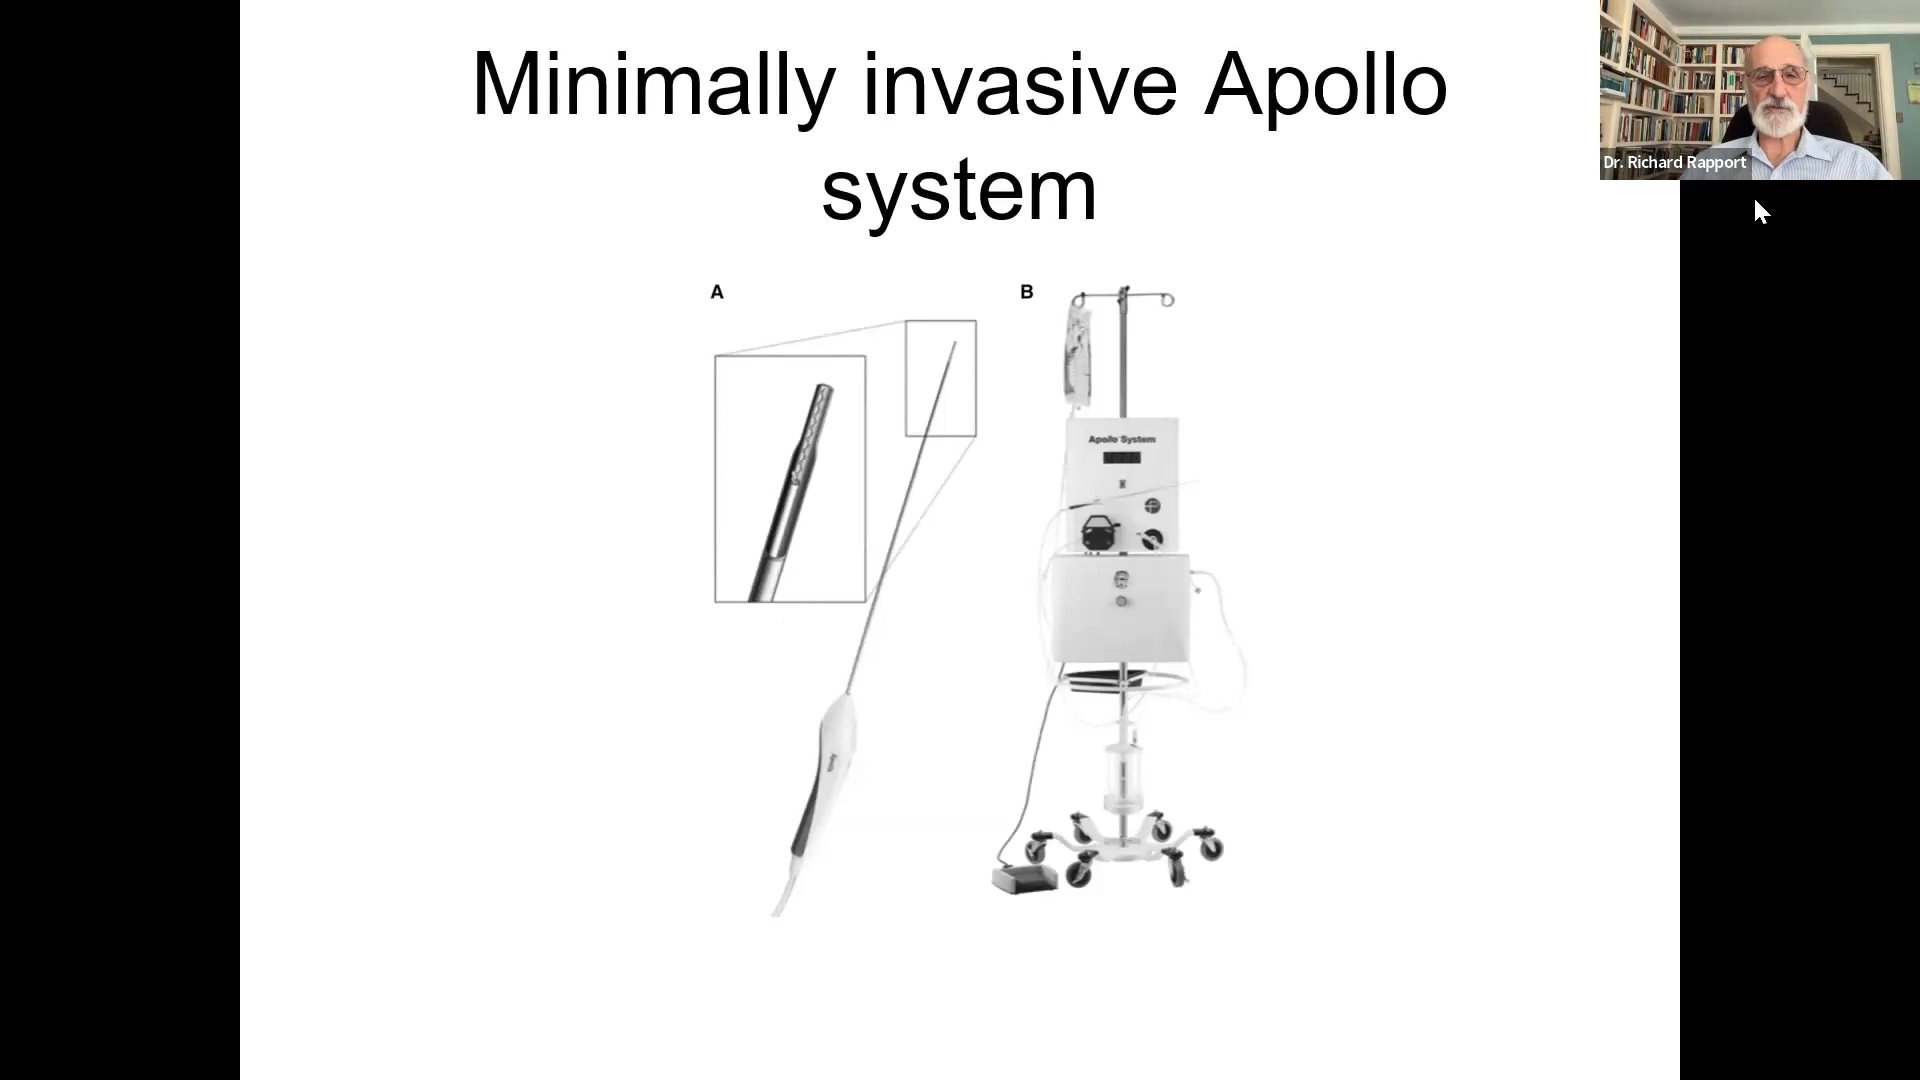 Minimally invasive Apollo
system
Dr. Richard Rapport
A
B
Apollo System